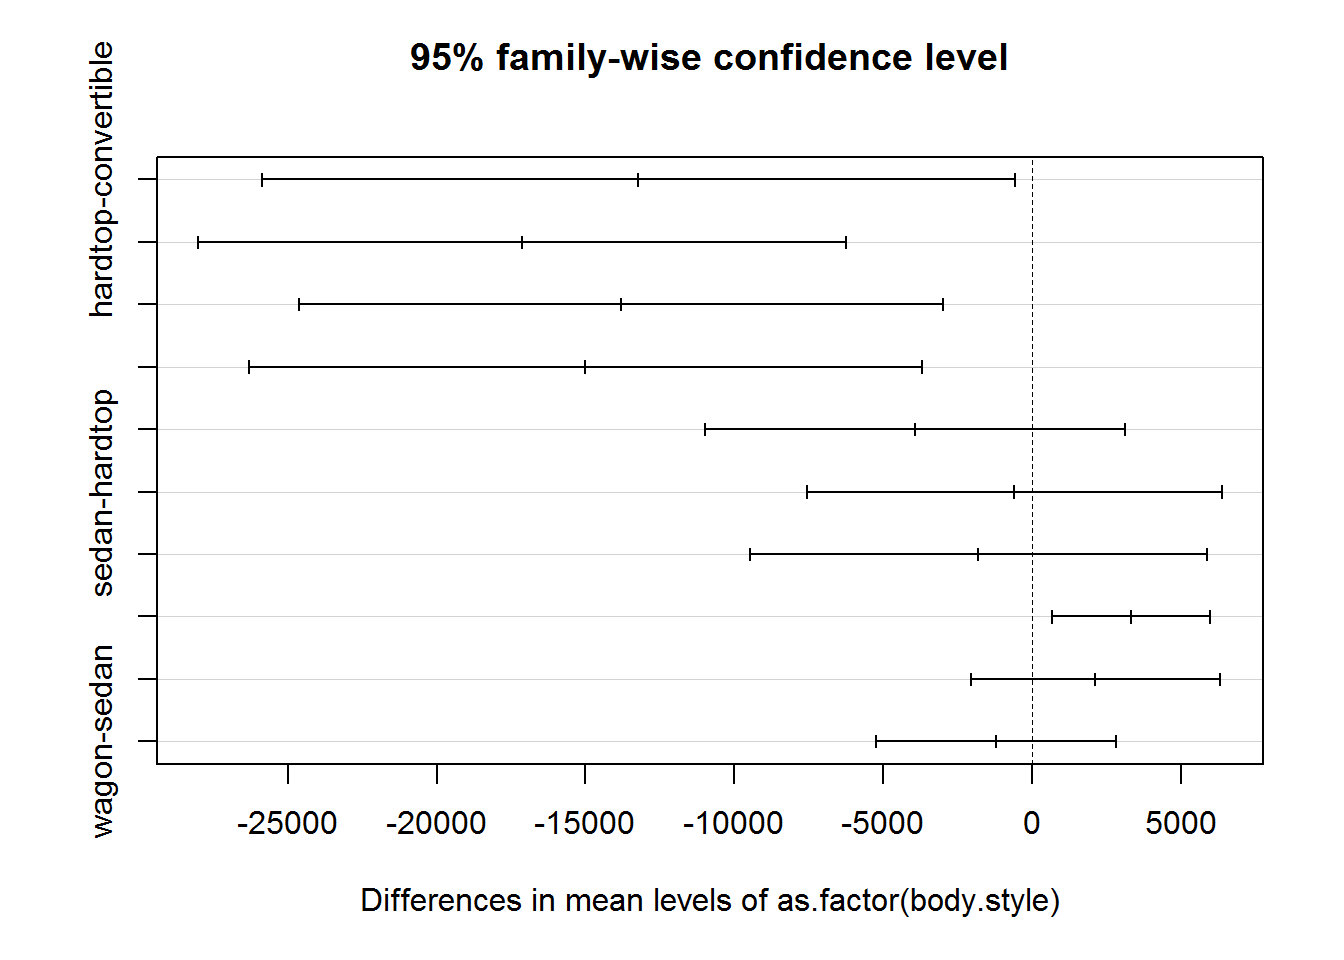 95% family-wise confidence level
hardtop-convertible
sedan-hardtop
wagon-sedan
-25000
-20000
-15000
-10000
-5000
0
5000
Differences in mean levels of as.factor(body.style)